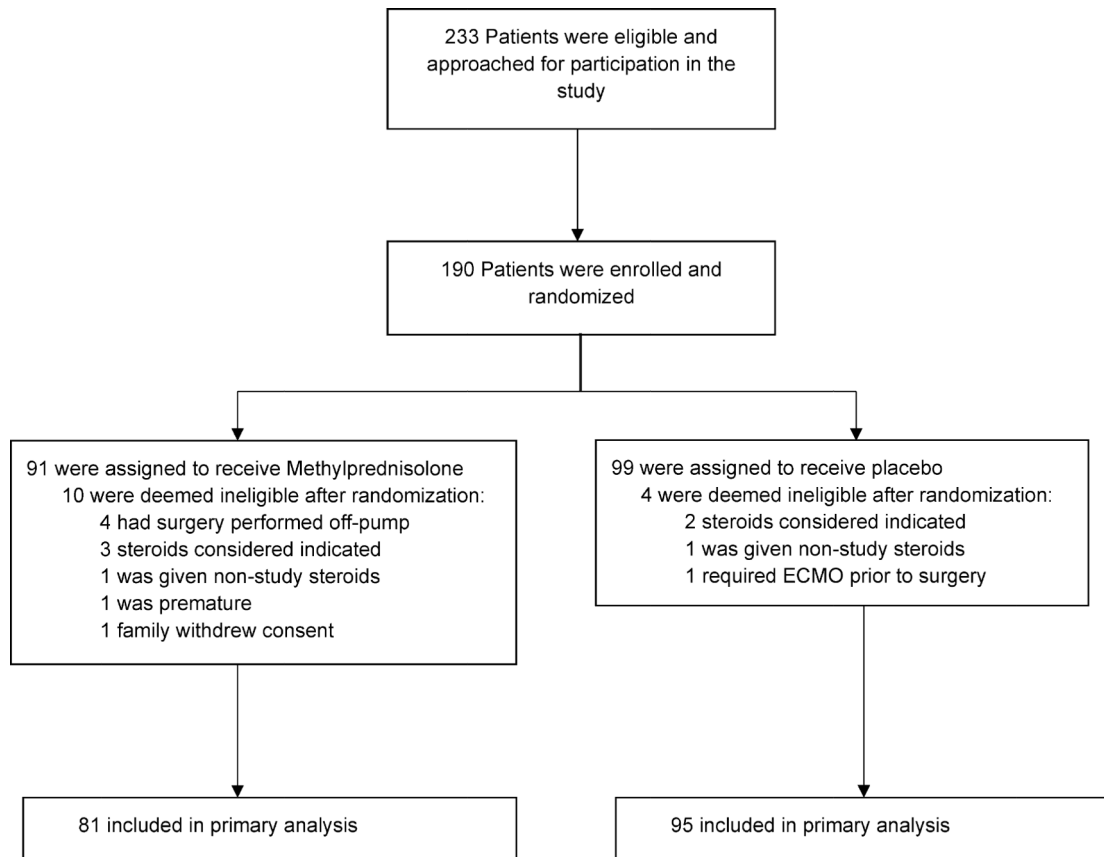 233 Patients were eligible and
approached for participation in the
study
190 Patients were enrolled and
randomized
91 were assigned to receive Methylprednisolone
10 were deemed ineligible after randomization:
4 had surgery performed off-pump
3 steroids considered indicated
1 was given non-study steroids
1 was premature
1 family withdrew consent
99 were assigned to receive placebo
4 were deemed ineligible after randomization:
2 steroids considered indicated
1 was given non-study steroids
1 required ECMO prior to surgery
81 included in primary analysis
95 included in primary analysis